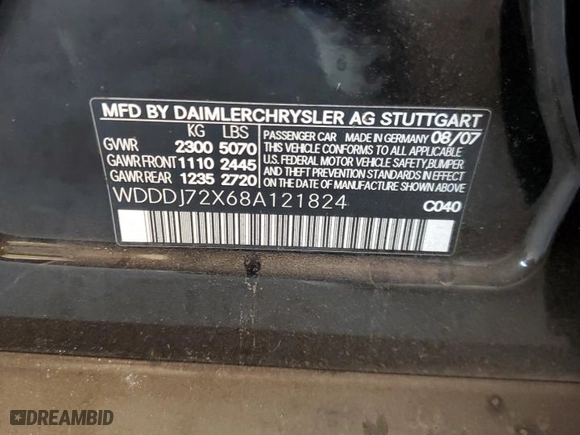 MFD BY DAIMLERCHRYSLER AG STUTTGART
KG LBS
GVWR 2300 5070
GAWR FRONT 1110 2445
GAWR REAR 1235 2720
PASSENGER CAR MADE IN GERMANY 08/07
THIS VEHICLE CONFORMS TO ALL APPLICABLE
U.S. FEDERAL MOTOR VEHICLE SAFETY, BUMPER
AND THEFT PREVENTION STANDARDS IN EFFECT
ON THE DATE OF MANUFACTURE SHOWN ABOVE.
WDDDJ72X68A121824
C040
DREAMBID